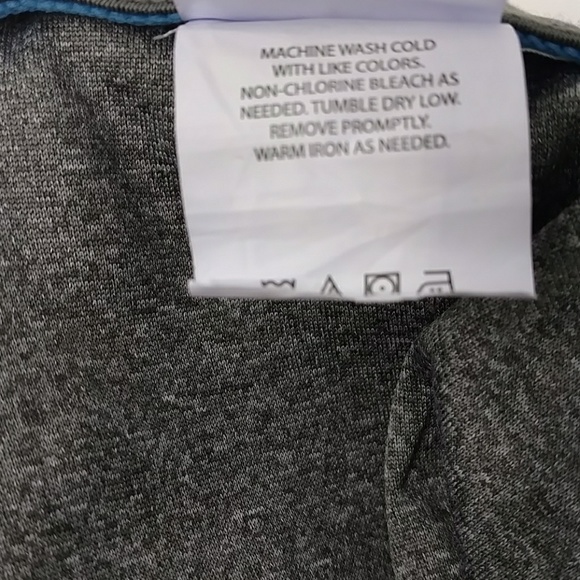 MACHINE WASH COLD
WITH LIKE COLORS.
NON-CHLORINE BLEACH AS
NEEDED. TUMBLE DRY LOW.
REMOVE PROMPTLY.
WARM IRON AS NEEDED.